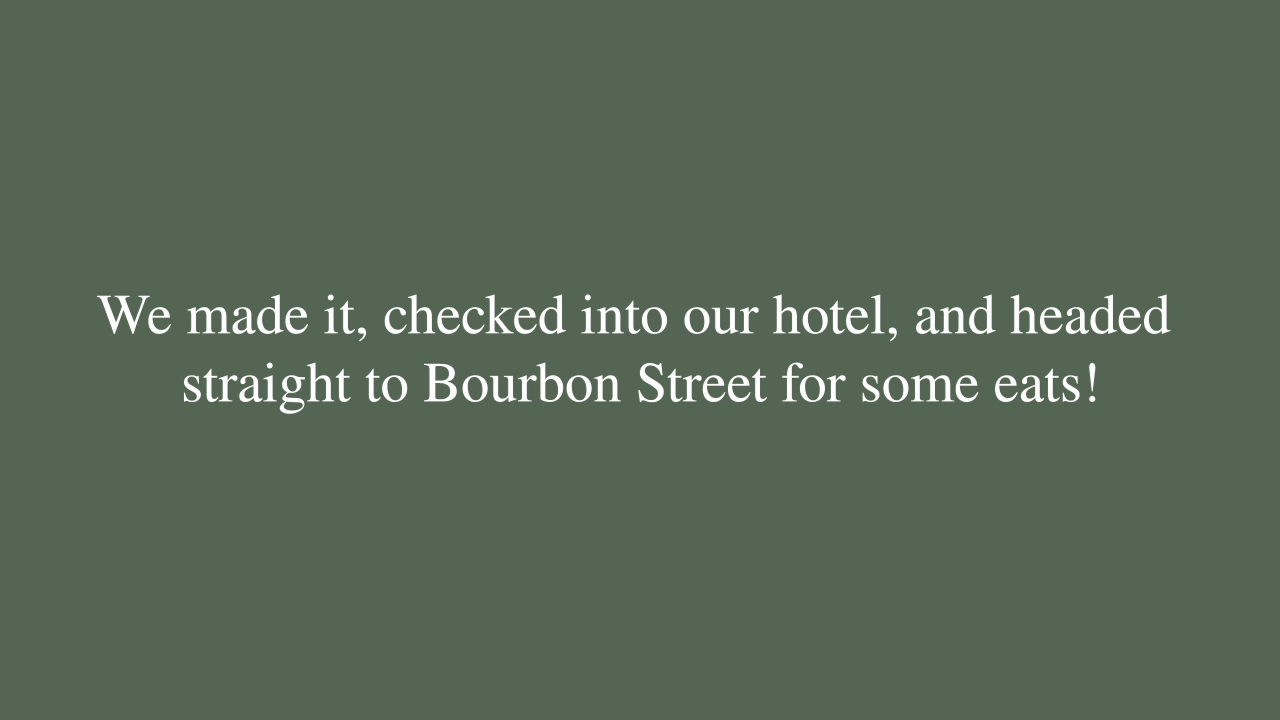 We made it, checked into our hotel, and headed
straight to Bourbon Street for some eats!